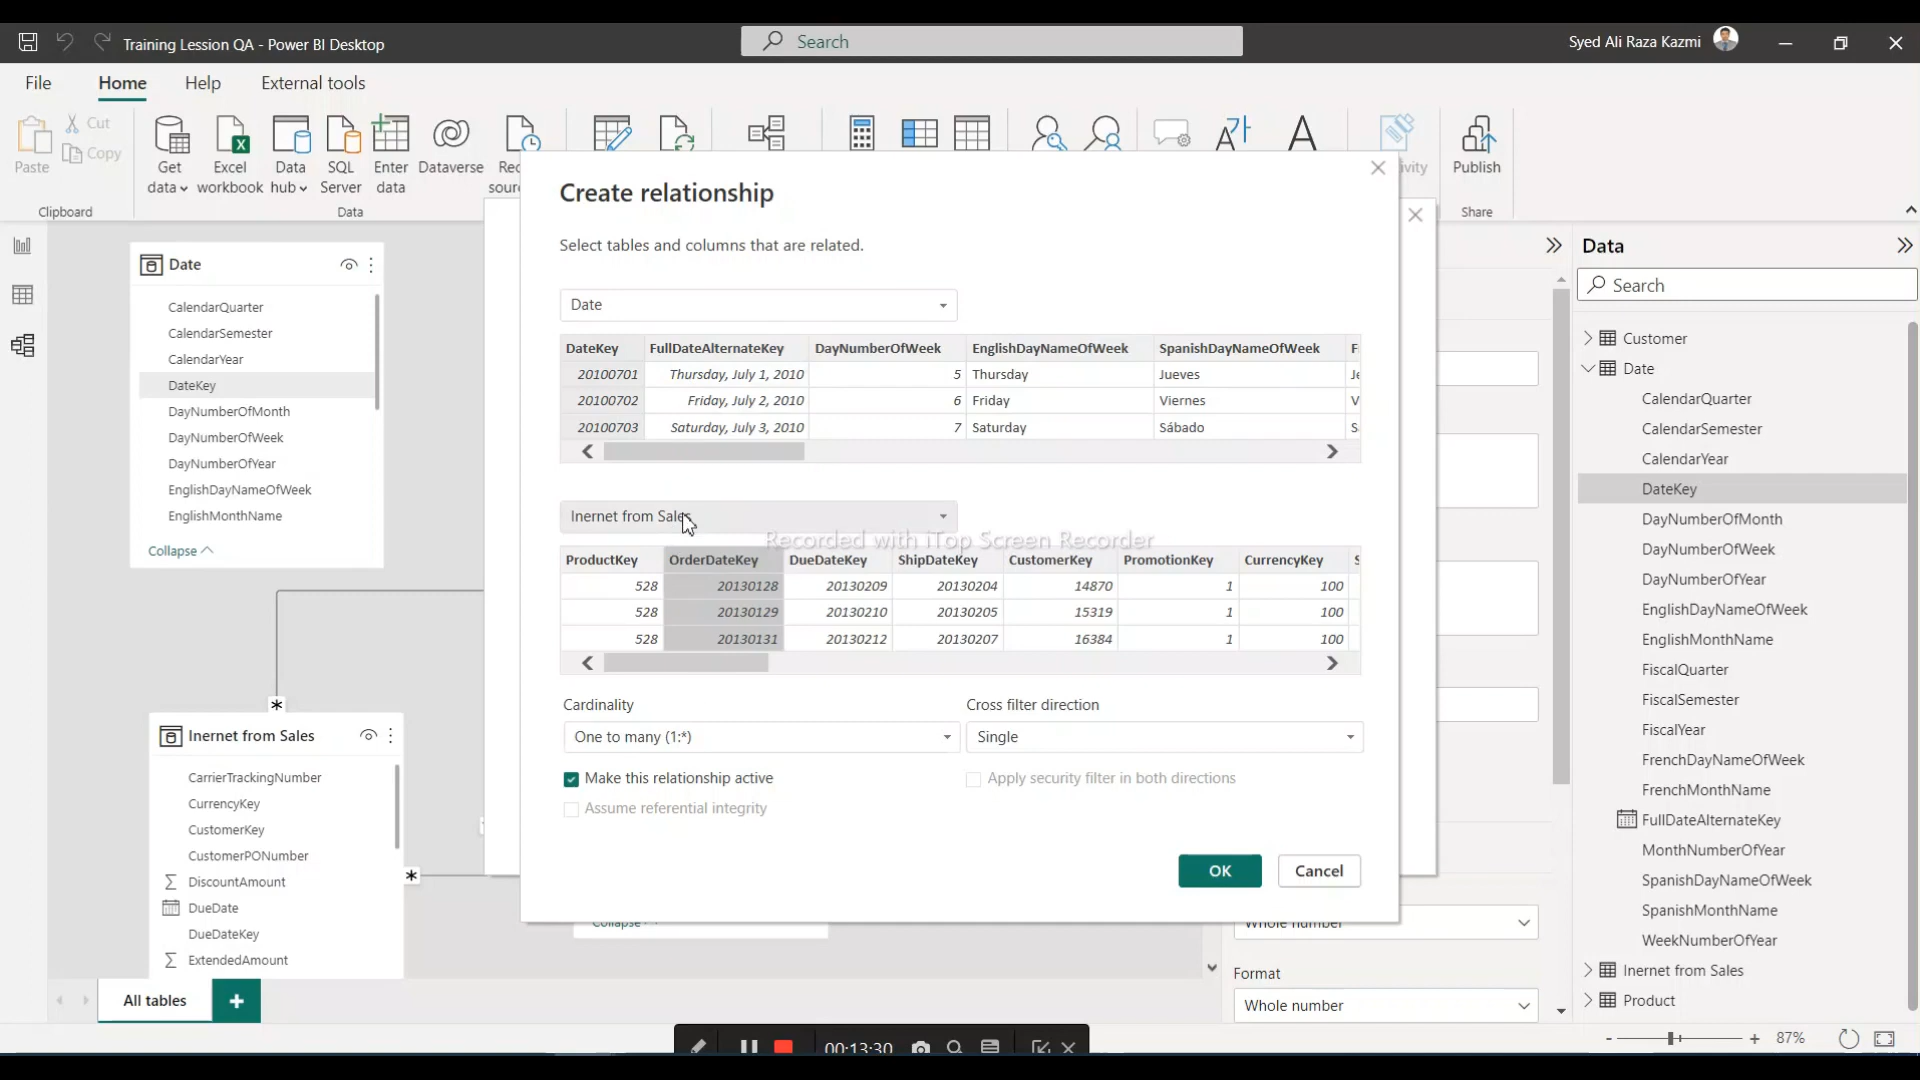 Training Lession QA - Power BI Desktop
Search
Syed Ali Raza Kazmi
File Home Help External tools
Paste
Cut
Copy
Clipboard
Get data
Excel workbook
Data hub
SQL Server
Enter data
Dataverse
Data
Publish
Share
Create relationship
Select tables and columns that are related.
Date
DateKey FullDateAlternateKey DayNumberOfWeek EnglishDayNameOfWeek SpanishDayNameOfWeek F
20100701 Thursday, July 1, 2010 5 Thursday Jueves
20100702 Friday, July 2, 2010 6 Friday Viernes V
20100703 Saturday, July 3, 2010 7 Saturday Sábado S
Inernet from Sales
Recorded with iTop Screen Recorder
ProductKey OrderDateKey DueDateKey ShipDateKey CustomerKey PromotionKey CurrencyKey S
528 20130128 20130209 20130204 14870 1 100
528 20130129 20130210 20130205 15319 1 100
528 20130131 20130212 20130207 16384 1 100
Cardinality
One to many (1:*)
Cross filter direction
Single
Make this relationship active
Apply security filter in both directions
Assume referential integrity
OK Cancel
Date
CalendarQuarter
CalendarSemester
CalendarYear
DateKey
DayNumberOfMonth
DayNumberOfWeek
DayNumberOfYear
EnglishDayNameOfWeek
EnglishMonthName
Collapse
*
Inernet from Sales
CarrierTrackingNumber
CurrencyKey
CustomerKey
CustomerPONumber
DiscountAmount
DueDate
DueDateKey
ExtendedAmount
*
Collapse
Whole number
Format
Whole number
Data
Search
Customer
Date
CalendarQuarter
CalendarSemester
CalendarYear
DateKey
DayNumberOfMonth
DayNumberOfWeek
DayNumberOfYear
EnglishDayNameOfWeek
EnglishMonthName
FiscalQuarter
FiscalSemester
FiscalYear
FrenchDayNameOfWeek
FrenchMonthName
FullDateAlternateKey
MonthNumberOfYear
SpanishDayNameOfWeek
SpanishMonthName
WeekNumberOfYear
Inernet from Sales
Product
All tables
00:13:30
87%